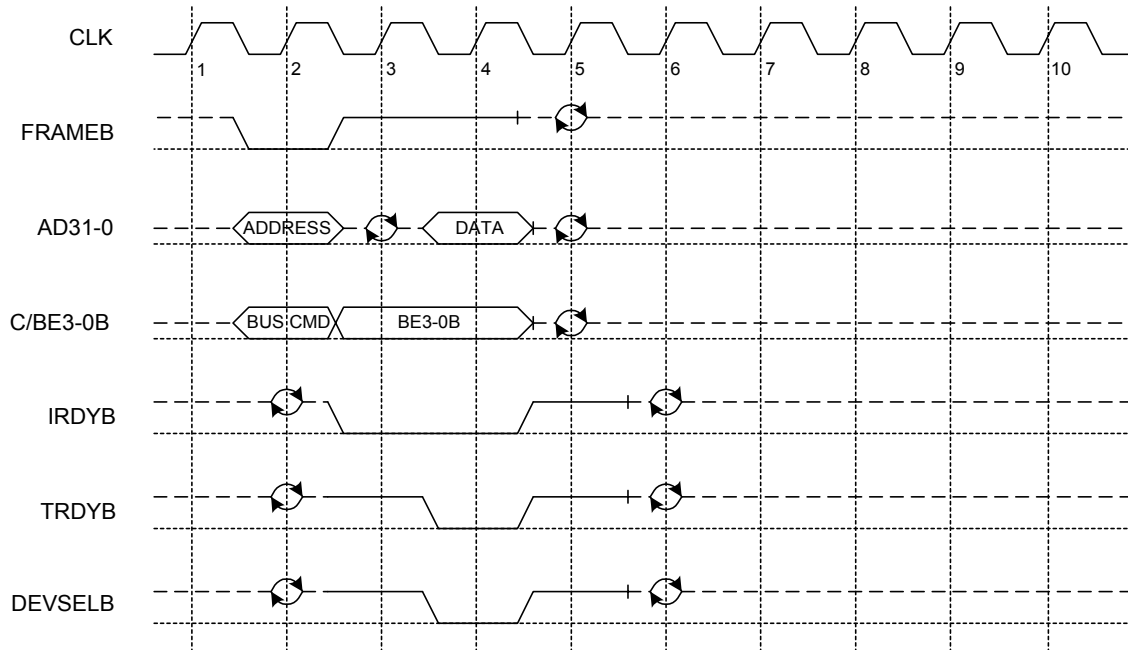 CLK
1 2 3 4 5 6 7 8 9 10
FRAMEB
AD31-0 ADDRESS DATA
C/BE3-0B BUS CMD BE3-0B
IRDYB
TRDYB
DEVSELB